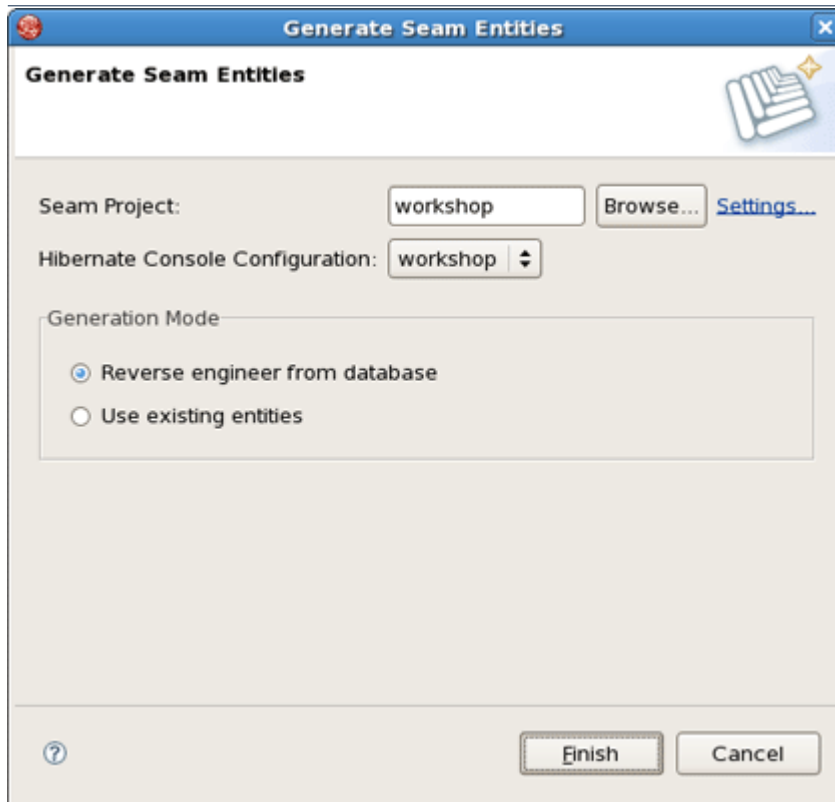 Generate Seam Entities
Generate Seam Entities
Seam Project: workshop Browse... Settings...
Hibernate Console Configuration: workshop
Generation Mode
Reverse engineer from database
Use existing entities
? Finish Cancel